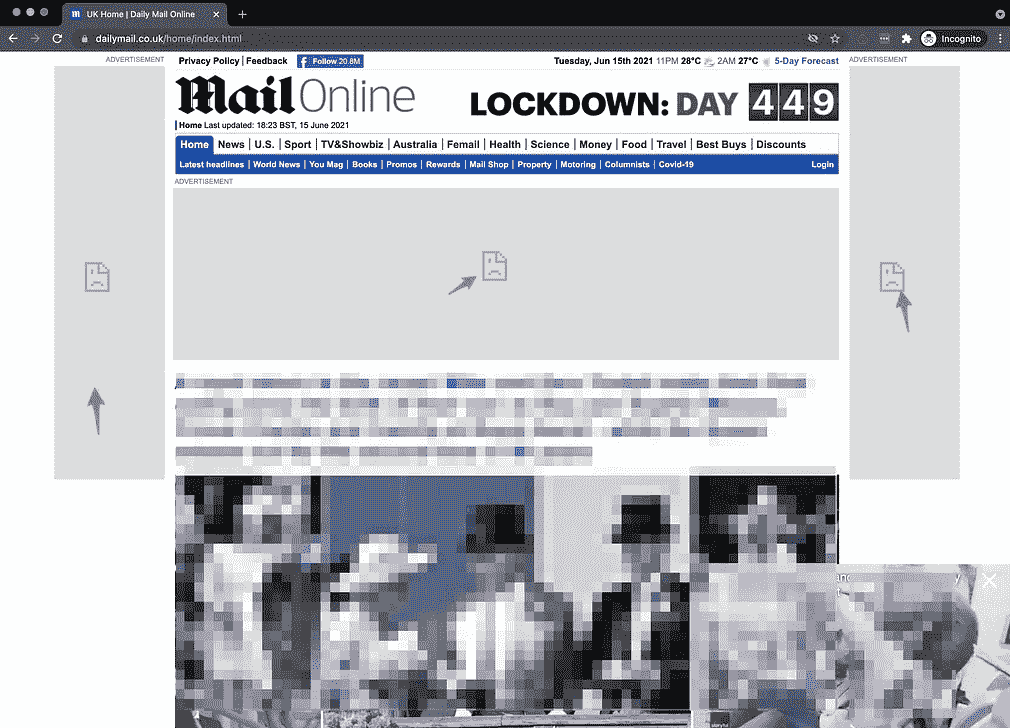 UK Home | Daily Mail Online
dailymail.co.uk/home/index.html
Incognito
ADVERTISEMENT
Privacy Policy | Feedback
Follow 20.8M
Tuesday, Jun 15th 2021 11PM 28°C 2AM 27°C 5-Day Forecast
ADVERTISEMENT
Mail Online
LOCKDOWN: DAY 449
Home Last updated: 18:23 BST, 15 June 2021
Home News U.S. Sport TV&Showbiz Australia Femail Health Science Money Food Travel Best Buys Discounts
Latest headlines World News You Mag Books Promos Rewards Mail Shop Property Motoring Columnists Covid-19 Login
ADVERTISEMENT